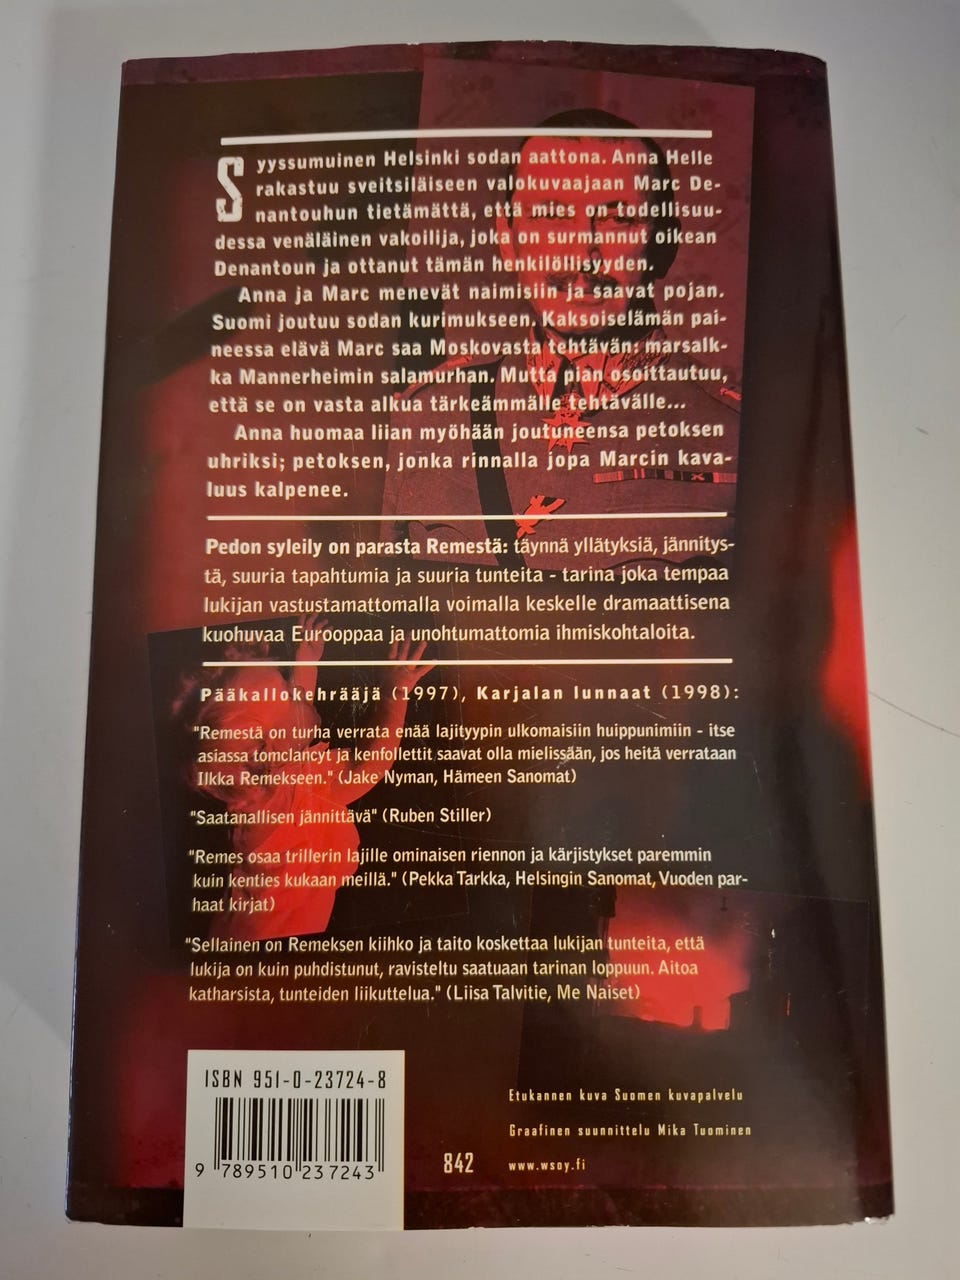 Syyssumuinen Helsinki sodan aattona. Anna Helle
rakastuu sveitsiläiseen valokuvaajaan Marc De-
nantouhun tietämättä, että mies on todellisuu-
dessa venäläinen vakoilija, joka on surmannut oikean
Denantoun ja ottanut tämän henkilöllisyyden.
Anna ja Marc menevät naimisiin ja saavat pojan.
Suomi joutuu sodan kurimukseen. Kaksoiselämän pai-
neessa elävä Marc saa Moskovasta tehtävän: marsalk-
ka Mannerheimin salamurhan. Mutta pian osoittautuu,
että se on vasta alkua tärkeämmälle tehtävälle...
Anna huomaa liian myöhään joutuneensa petoksen
uhriksi; petoksen, jonka rinnalla jopa Marcin kava-
luus kalpenee.
Pedon syleily on parasta Remestä: täynnä yllätyksiä, jännitys-
tä, suuria tapahtumia ja suuria tunteita - tarina joka tempaa
lukijan vastustamattomalla voimalla keskelle dramaattisena
kuohuvaa Eurooppaa ja unohtumattomia ihmiskohtaloita.
Pääkallokehrääjä (1997), Karjalan lunnaat (1998):
"Remestä on turha verrata enää lajityypin ulkomaisiin huippunimiin - itse
asiassa tomclancyt ja kenfollettit saavat olla mielissään, jos heitä verrataan
Ilkka Remekseen." (Jake Nyman, Hämeen Sanomat)
"Saatanallisen jännittävä" (Ruben Stiller)
"Remes osaa trillerin lajille ominaisen riennon ja kärjistykset paremmin
kuin kenties kukaan meillä." (Pekka Tarkka, Helsingin Sanomat, Vuoden par-
haat kirjat)
"Sellainen on Remeksen kiihko ja taito koskettaa lukijan tunteita, että
lukija on kuin puhdistunut, ravisteltu saatuaan tarinan loppuun. Aitoa
katharsista, tunteiden liikuttelua." (Liisa Talvitie, Me Naiset)
ISBN 951-0-23724-8
9 789510 237243
842
Etukannen kuva Suomen kuvapalvelu
Graafinen suunnittelu Mika Tuominen
www.wsoy.fi